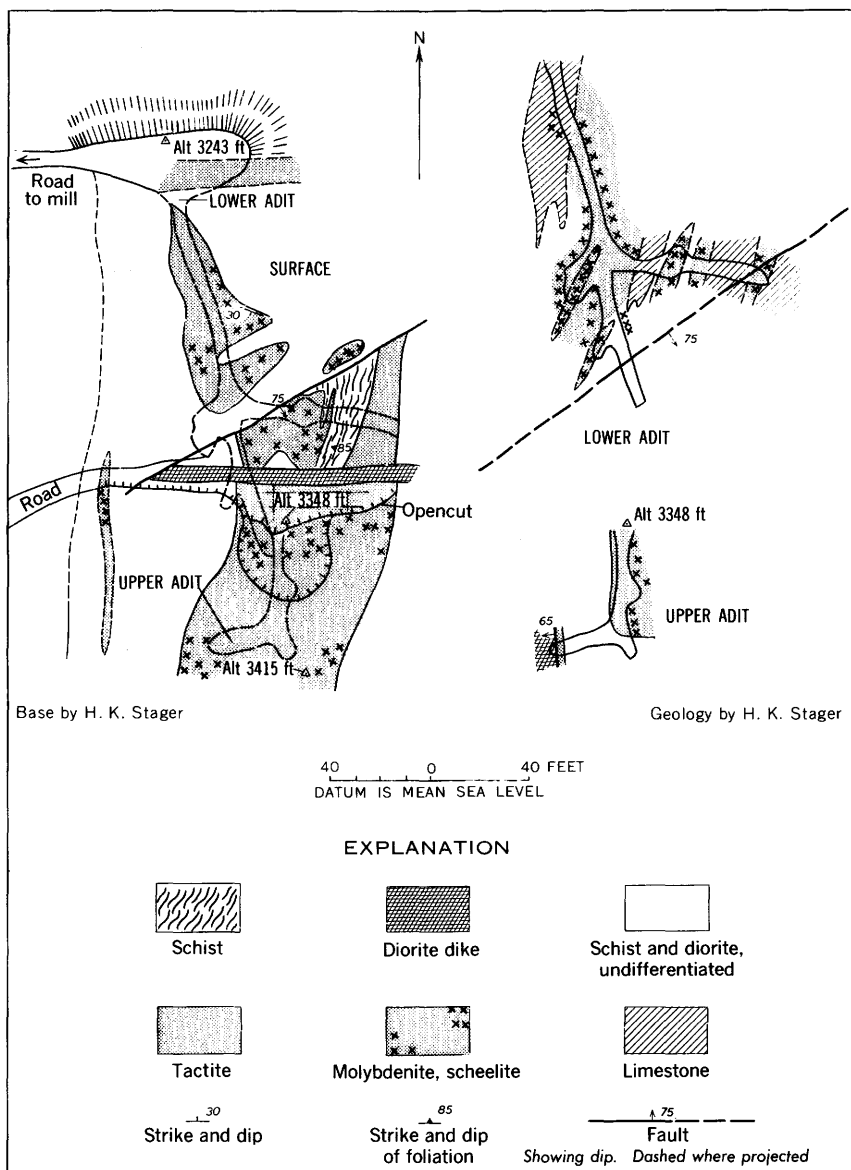 N
Alt 3243 ft
Road
to mill
LOWER ADIT
SURFACE
30
75
85
75
LOWER ADIT
Road
Alt 3348 ft
Opencut
Alt 3348 ft
UPPER ADIT
UPPER ADIT
65
Alt 3415 ft
Base by H. K. Stager
Geology by H. K. Stager
40 0 40 FEET
DATUM IS MEAN SEA LEVEL
EXPLANATION
Schist
Diorite dike
Schist and diorite,
undifferentiated
Tactite
Molybdenite, scheelite
Limestone
30
Strike and dip
85
Strike and dip
of foliation
75
Fault
Showing dip. Dashed where projected